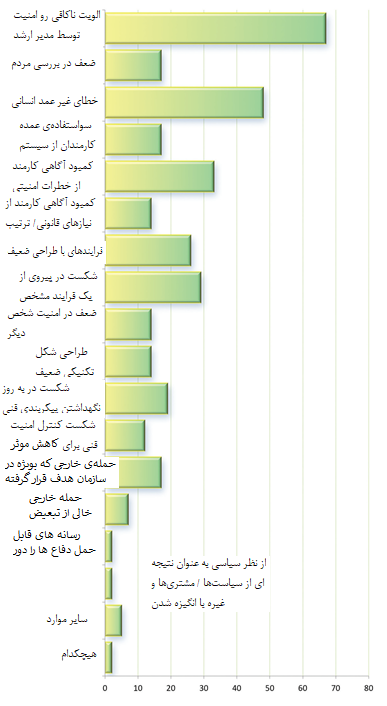 الویت ناکافی رو امنیت
توسط مدیر ارشد
ضعف در بررسی مردم
خطای غیر عمد انسانی
سواستفاده‌ی عمده
کارمندان از سیستم
کمبود آگاهی کارمند
از خطرات امنیتی
کمبود آگاهی کارمند از
نیازهای قانونی/ ترتیب
فرایندهای با طراحی ضعیف
شکست در پیروی از
یک فرایند مشخص
ضعف در امنیت شخص
دیگر
طراحی شکل
تکنیکی ضعیف
شکست در به روز
نگهداشتن پیکربندی فنی
شکست کنترل امنیت
فنی برای کاهش موثر
حمله‌ی خارجی که بویژه در
سازمان هدف قرار گرفته
حمله خارجی
خالی از تبعیض
رسانه های قابل
حمل دفاع ها را دور
از نظر سیاسی به عنوان نتیجه
ای از سیاست‌ها / مشتری‌ها و
غیره با انگیزه شدن
سایر موارد
هیچکدام
0 10 20 30 40 50 60 70 80